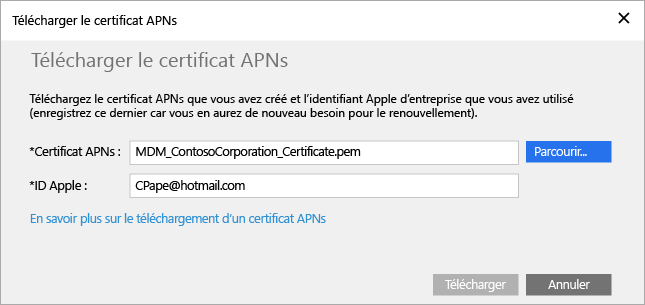 Télécharger le certificat APNs
Télécharger le certificat APNs
Téléchargez le certificat APNs que vous avez créé et l'identifiant Apple d'entreprise que vous avez utilisé
(enregistrez ce dernier car vous en aurez de nouveau besoin pour le renouvellement).
*Certificat APNs : MDM_ContosoCorporation_Certificate.pem Parcourir...
*ID Apple : CPape@hotmail.com
En savoir plus sur le téléchargement d'un certificat APNs
Télécharger Annuler